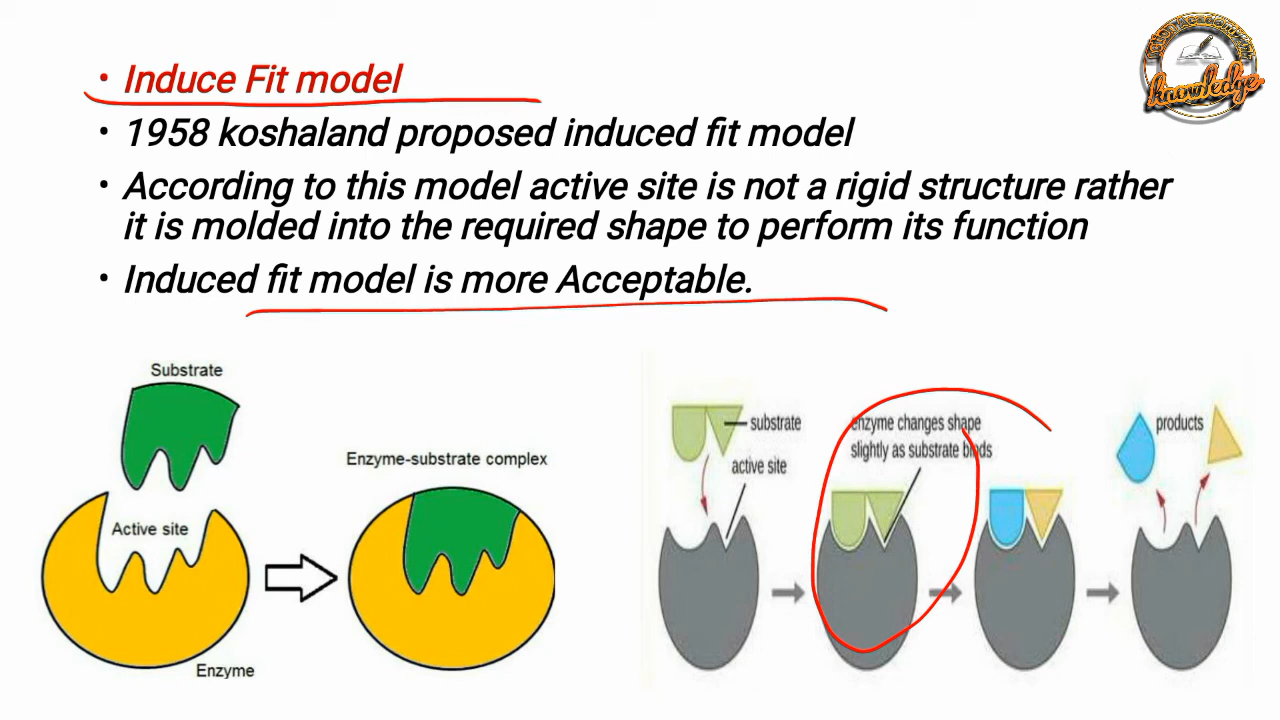 • Induce Fit model
• 1958 koshaland proposed induced fit model
• According to this model active site is not a rigid structure rather
it is molded into the required shape to perform its function
• Induced fit model is more Acceptable.
Substrate
Active site
Enzyme
Enzyme-substrate complex
substrate
active site
enzyme changes shape
slightly as substrate binds
products
knowledge